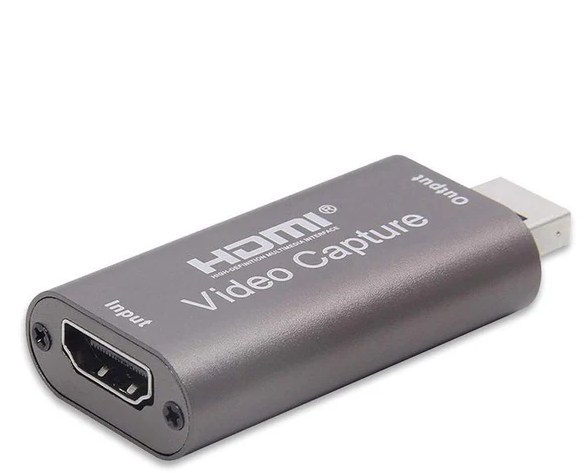 Output
HDMI®
HIGH-DEFINITION MULTIMEDIA INTERFACE
Video Capture
Input